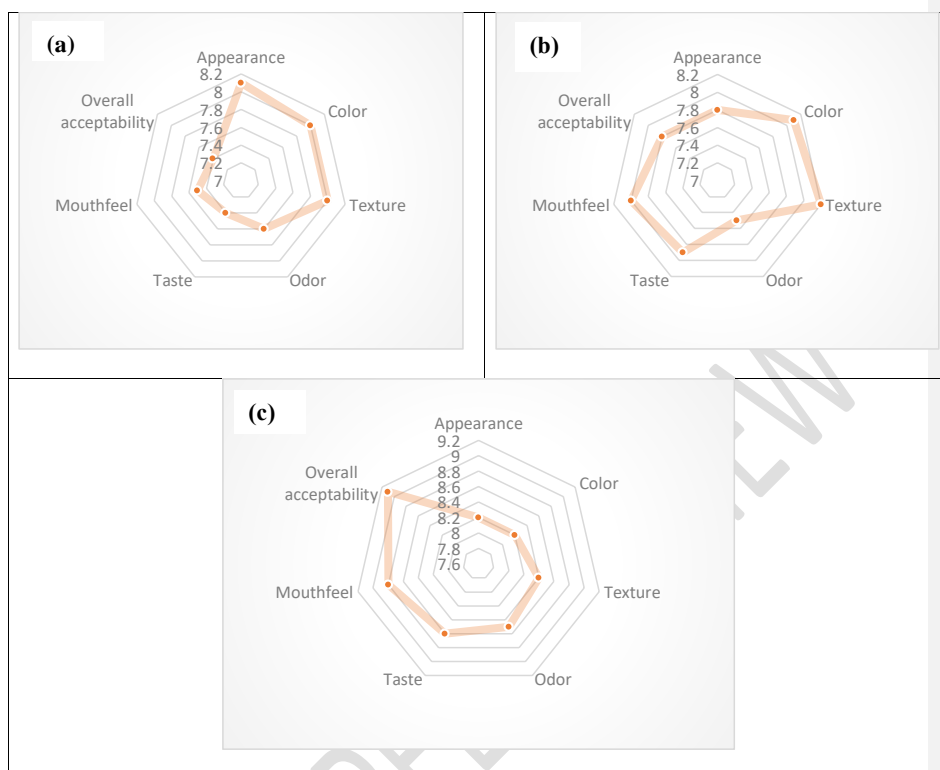 (a)
Appearance
8.2
8
7.8
7.6
7.4
7.2
7
Color
Texture
Odor
Taste
Mouthfeel
Overall
acceptability
(b)
Appearance
8.2
8
7.8
7.6
7.4
7.2
7
Color
Texture
Odor
Taste
Mouthfeel
Overall
acceptability
(c)
Appearance
9.2
9
8.8
8.6
8.4
8.2
8
7.8
7.6
Color
Texture
Odor
Taste
Mouthfeel
Overall
acceptability